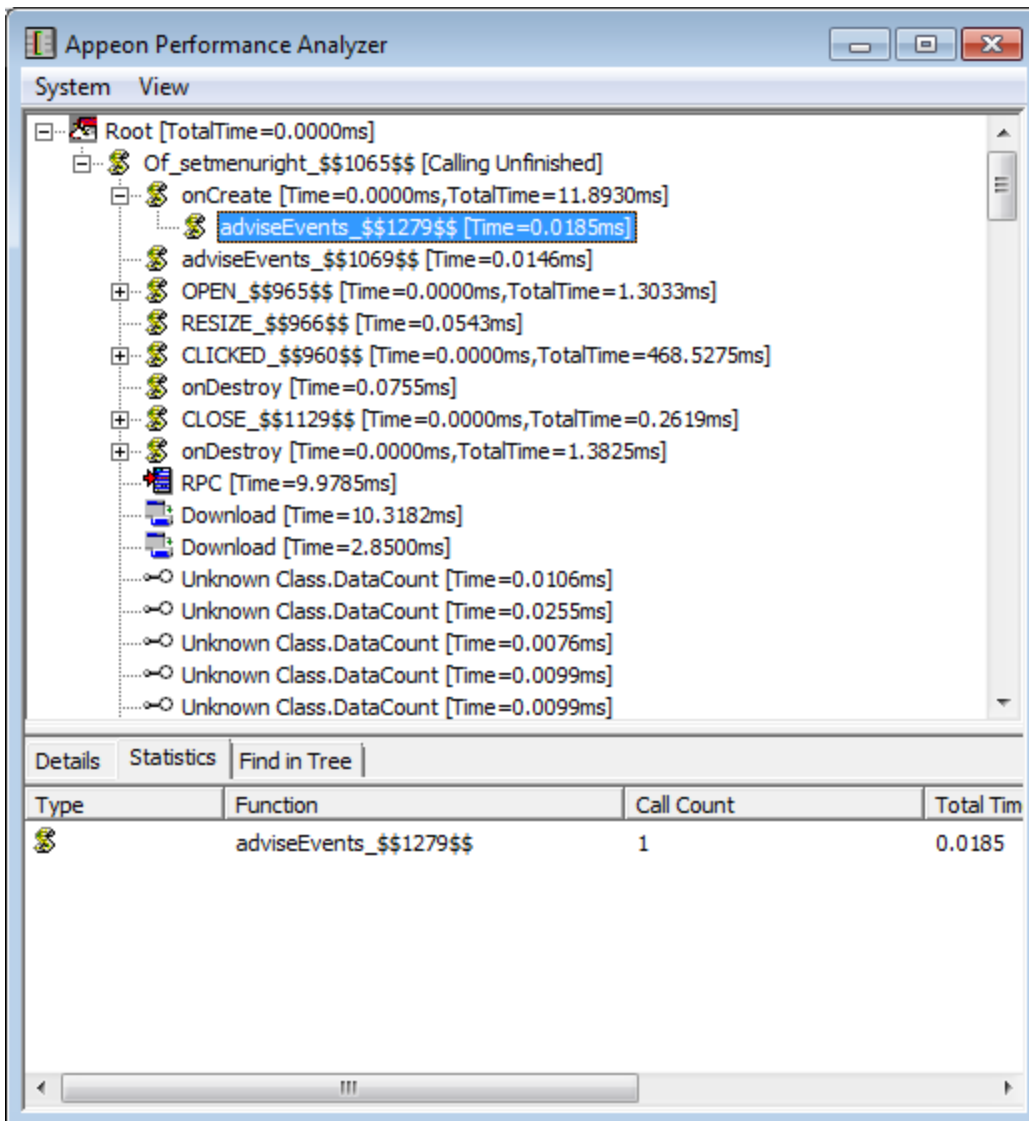 Appeon Performance Analyzer
System View
Root [TotalTime=0.0000ms]
Of_setmenuright_$$1065$$ [Calling Unfinished]
onCreate [Time=0.0000ms,TotalTime=11.8930ms]
adviseEvents_$$1279$$ [Time=0.0185ms]
adviseEvents_$$1069$$ [Time=0.0146ms]
OPEN_$$965$$ [Time=0.0000ms,TotalTime=1.3033ms]
RESIZE_$$966$$ [Time=0.0543ms]
CLICKED_$$960$$ [Time=0.0000ms,TotalTime=468.5275ms]
onDestroy [Time=0.0755ms]
CLOSE_$$1129$$ [Time=0.0000ms,TotalTime=0.2619ms]
onDestroy [Time=0.0000ms,TotalTime=1.3825ms]
RPC [Time=9.9785ms]
Download [Time=10.3182ms]
Download [Time=2.8500ms]
Unknown Class.DataCount [Time=0.0106ms]
Unknown Class.DataCount [Time=0.0255ms]
Unknown Class.DataCount [Time=0.0076ms]
Unknown Class.DataCount [Time=0.0099ms]
Unknown Class.DataCount [Time=0.0099ms]
Details Statistics Find in Tree
Type Function Call Count Total Tim
adviseEvents_$$1279$$ 1 0.0185